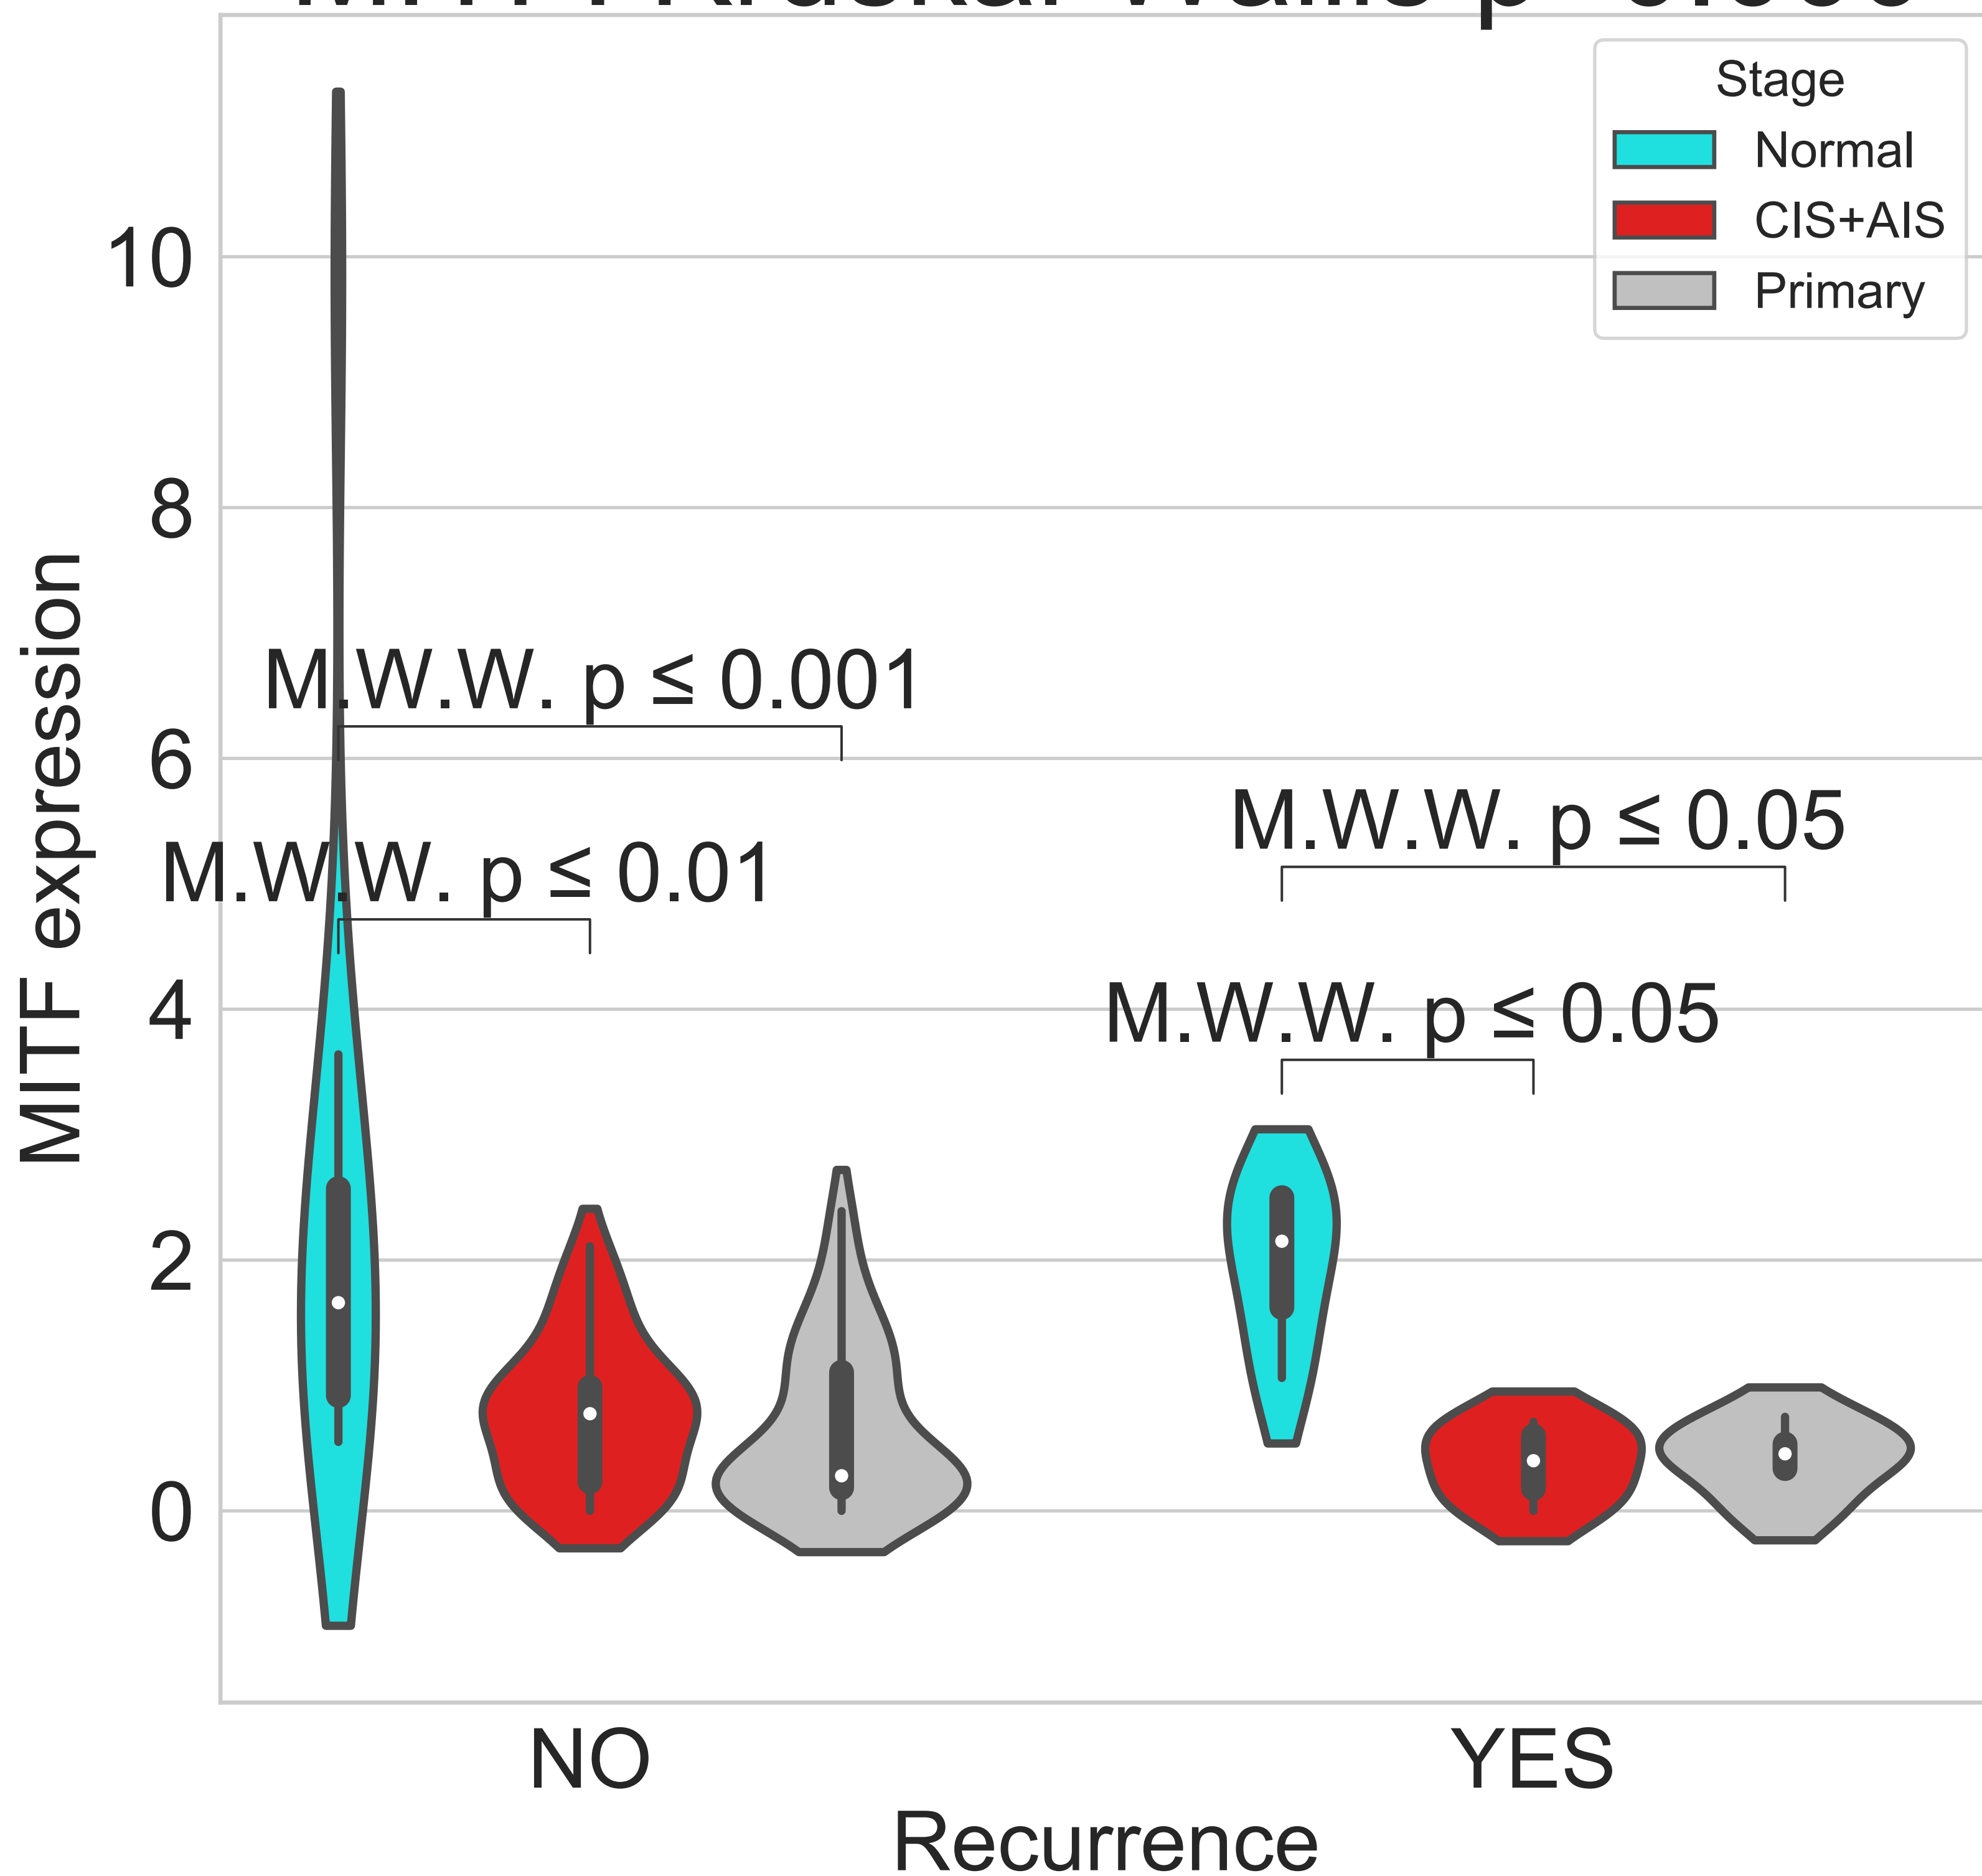 Stage
Normal
CIS+AIS
Primary
10
8
6
4
2
0
MITF expression
M.W.W. p ≤ 0.001
M.W.W. p ≤ 0.01
M.W.W. p ≤ 0.05
M.W.W. p ≤ 0.05
NO
YES
Recurrence